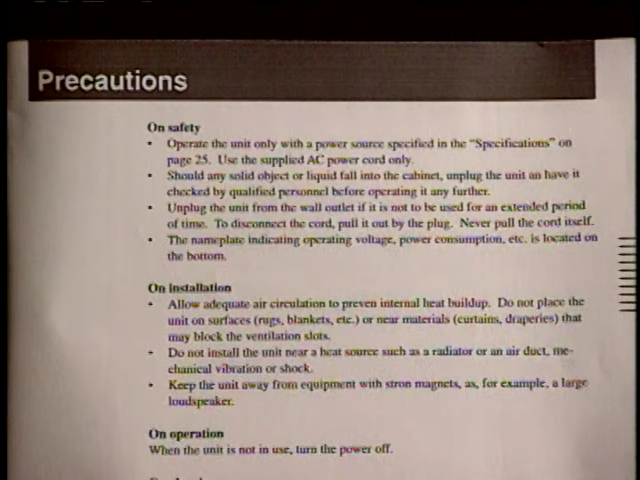 Precautions
On safety
• Operate the unit only with a power source specified in the "Specifications" on
page 25. Use the supplied AC power cord only.
• Should any solid object or liquid fall into the cabinet, unplug the unit an have it
checked by qualified personnel before operating it any further.
• Unplug the unit from the wall outlet if it is not to be used for an extended period
of time. To disconnect the cord, pull it out by the plug. Never pull the cord itself.
• The nameplate indicating operating voltage, power consumption, etc. is located on
the bottom.
On installation
• Allow adequate air circulation to preven internal heat buildup. Do not place the
unit on surfaces (rugs, blankets, etc.) or near materials (curtains, draperies) that
may block the ventilation slots.
• Do not install the unit near a heat source such as a radiator or an air duct, me-
chanical vibration or shock.
• Keep the unit away from equipment with stron magnets, as, for example, a large
loudspeaker.
On operation
When the unit is not in use, turn the power off.